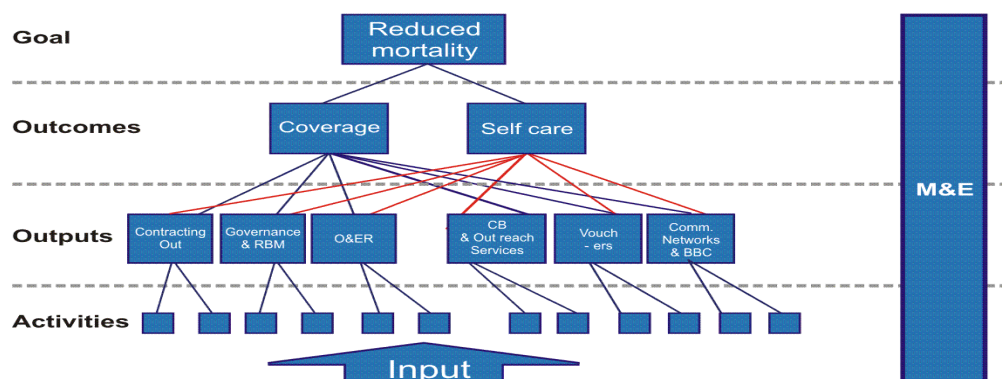 Goal
Reduced
mortality
Outcomes
Coverage
Self care
M&E
Outputs
Contracting
Out
Governance
& RBM
O&ER
CB
& Out reach
Services
Vouch
- ers
Comm.
Networks
& BBC
Activities
Input